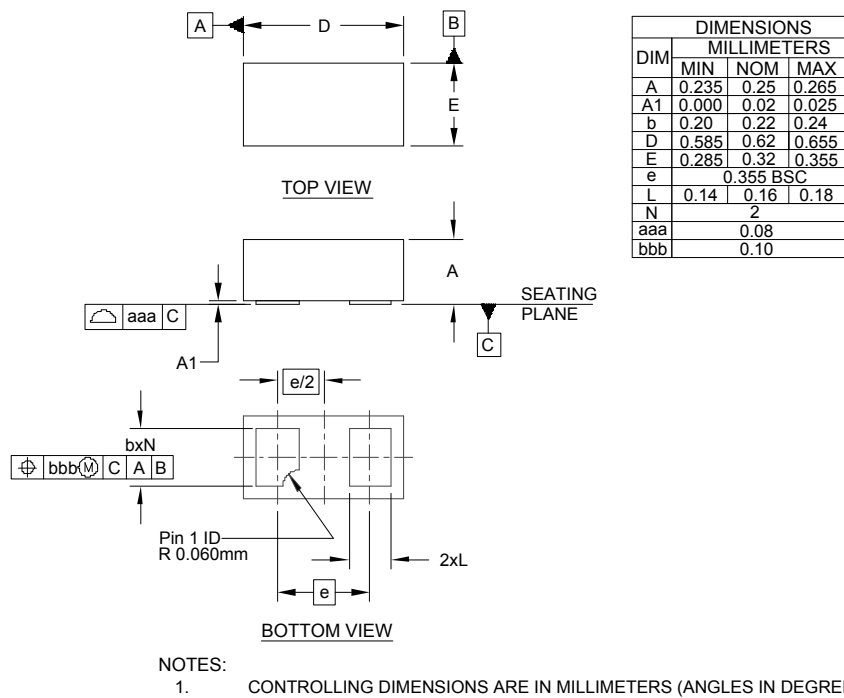 A
D
B
E
TOP VIEW
DIMENSIONS
DIM MILLIMETERS
MIN NOM MAX
A 0.235 0.25 0.265
A1 0.000 0.02 0.025
b 0.20 0.22 0.24
D 0.585 0.62 0.655
E 0.285 0.32 0.355
e 0.355 BSC
L 0.14 0.16 0.18
N 2
aaa 0.08
bbb 0.10
A
SEATING
PLANE
aaa C
C
A1
e/2
bxN
bbb M C A B
Pin 1 ID
R 0.060mm
2xL
e
BOTTOM VIEW
NOTES:
1. CONTROLLING DIMENSIONS ARE IN MILLIMETERS (ANGLES IN